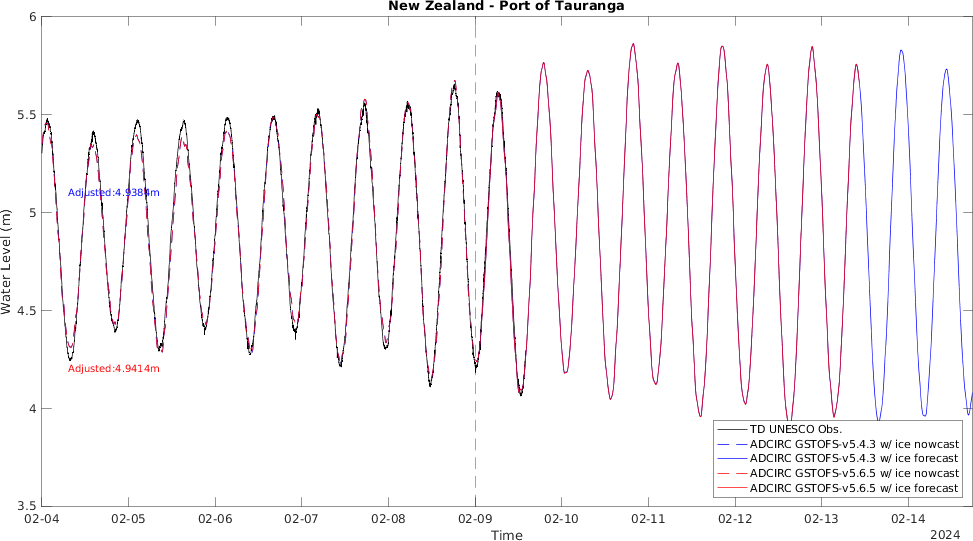 New Zealand - Port of Tauranga
6
5.5
5
4.5
4
3.5
Water Level (m)
Adjusted:4.9384m
Adjusted:4.9414m
TD UNESCO Obs.
ADCIRC GSTOFS-v5.4.3 w/ ice nowcast
ADCIRC GSTOFS-v5.4.3 w/ ice forecast
ADCIRC GSTOFS-v5.6.5 w/ ice nowcast
ADCIRC GSTOFS-v5.6.5 w/ ice forecast
02-04 02-05 02-06 02-07 02-08 02-09 02-10 02-11 02-12 02-13 02-14
Time
2024